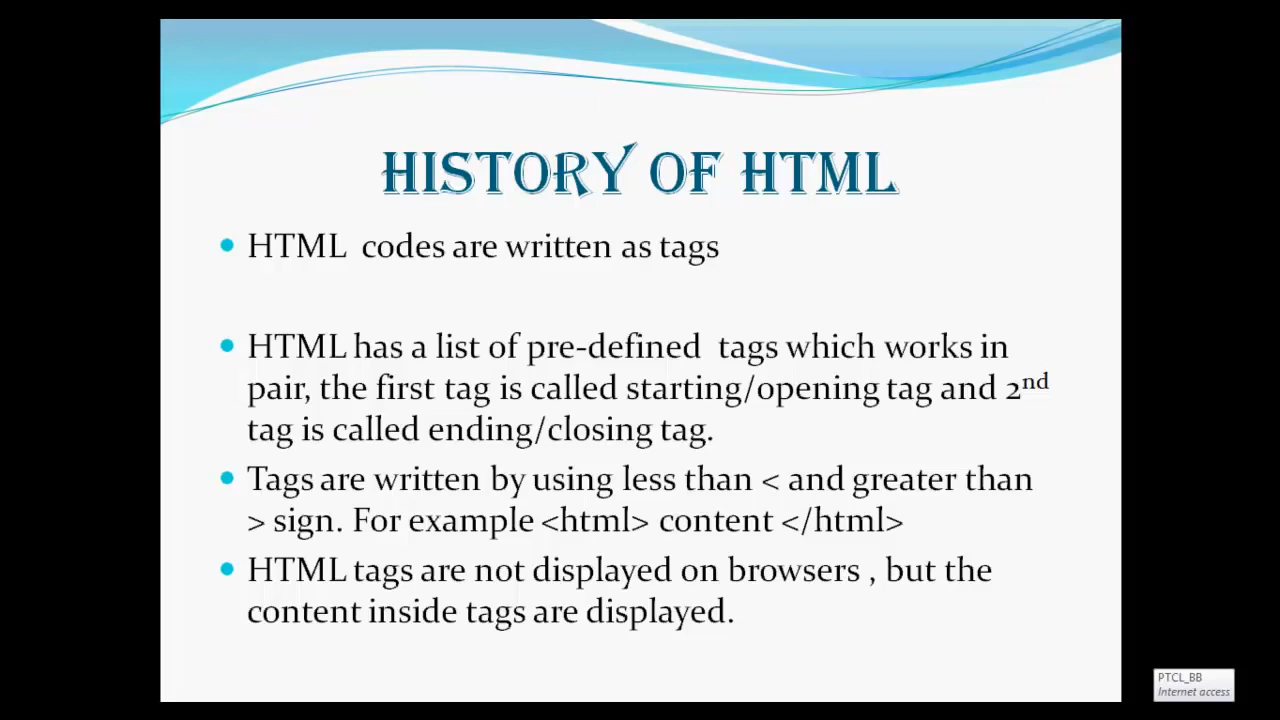 HISTORY OF HTML
HTML codes are written as tags
HTML has a list of pre-defined tags which works in
pair, the first tag is called starting/opening tag and 2nd
tag is called ending/closing tag.
Tags are written by using less than < and greater than
> sign. For example <html> content </html>
HTML tags are not displayed on browsers , but the
content inside tags are displayed.
PTCL_BB
Internet access